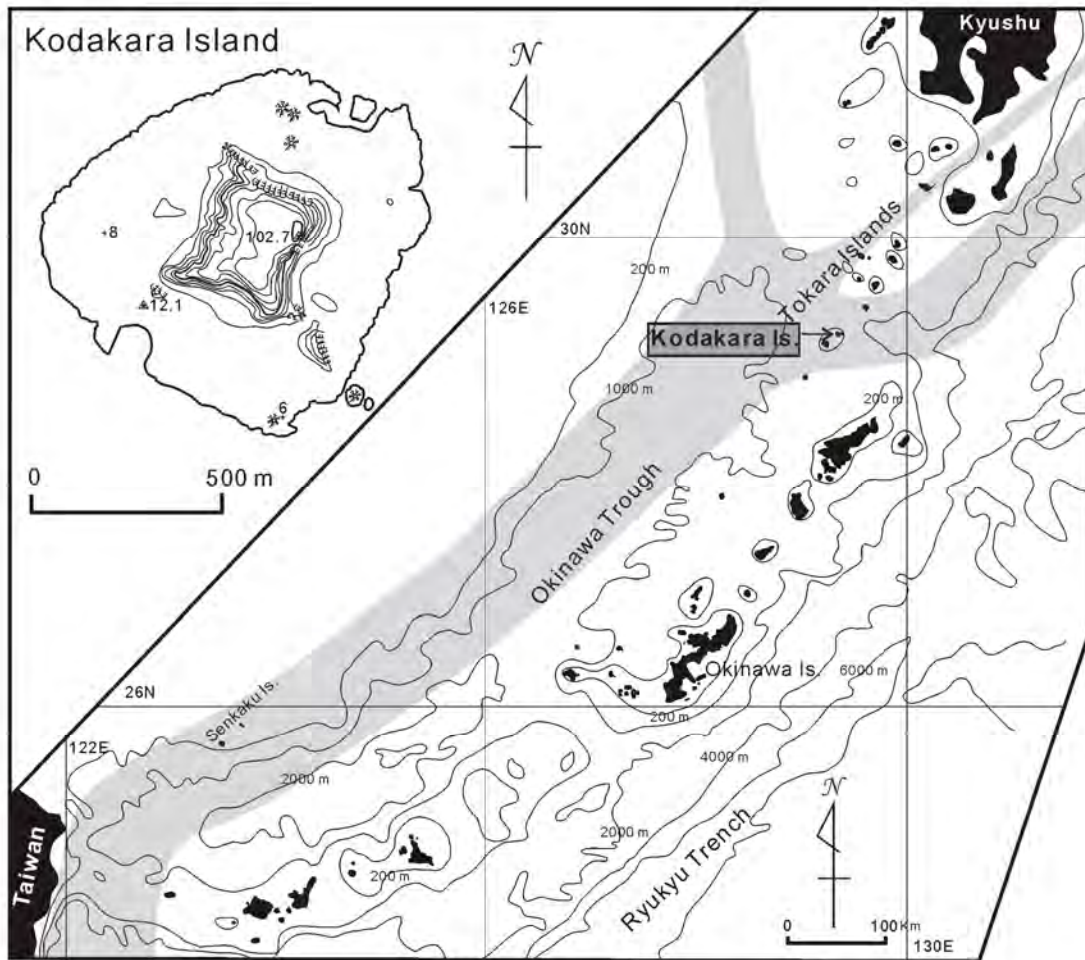 Kodakara Island
N
102.7
+8
12.1
6
0 500 m
Kyushu
30N
Tokara Islands
200 m
126E
Kodakara Is.
1000 m
200 m
Okinawa Trough
Okinawa Is.
6000 m
26N
Senkaku Is.
200 m
122E
4000 m
2000 m
N
2000 m
Taiwan
200 m
Ryukyu Trench
0 100Km
130E